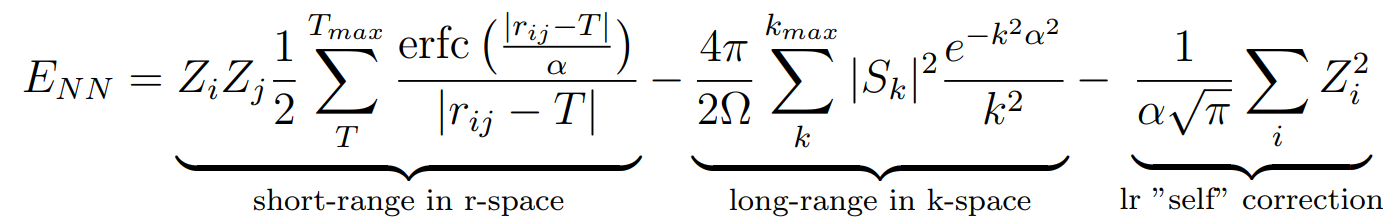 E_{NN} = Z_i Z_j \frac{1}{2} \sum_{T}^{T_{max}} \frac{\text{erfc}\left(\frac{|r_{ij}-T|}{\alpha}\right)}{|r_{ij}-T|} - \frac{4\pi}{2\Omega} \sum_{k}^{k_{max}} |S_k|^2 \frac{e^{-k^2\alpha^2}}{k^2} - \frac{1}{\alpha\sqrt{\pi}} \sum_{i} Z_i^2
short-range in r-space long-range in k-space lr ”self” correction